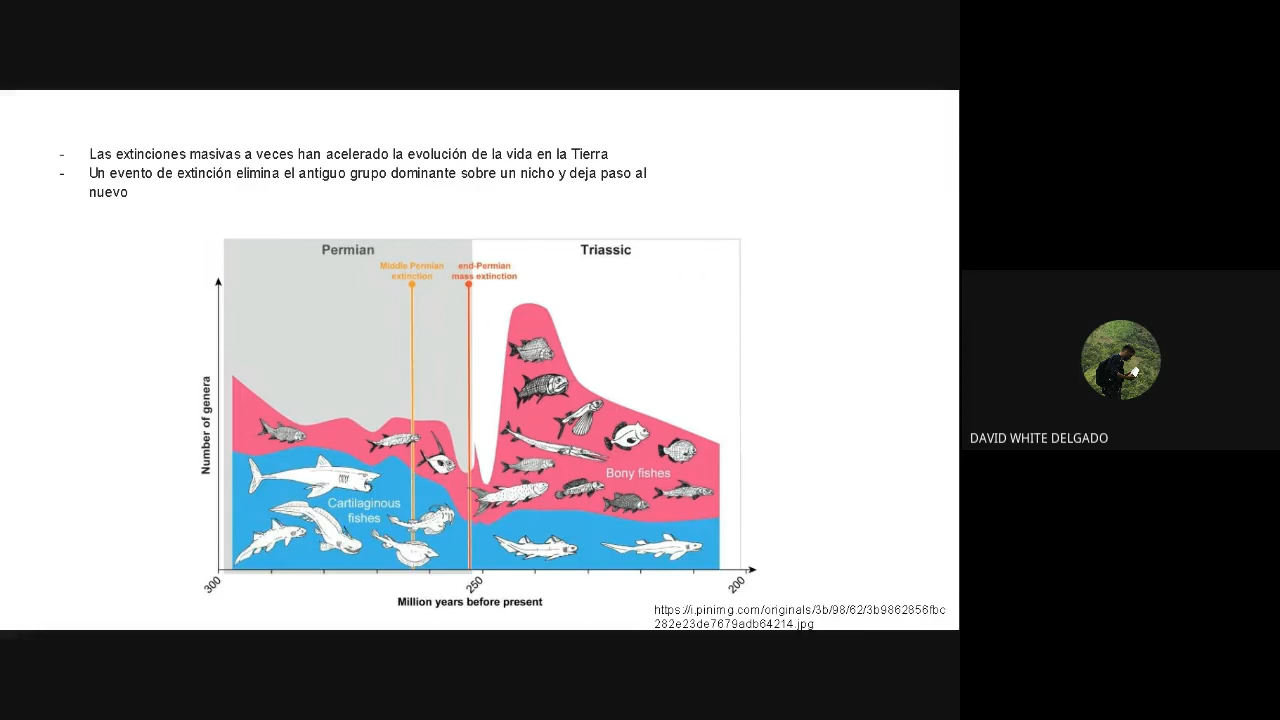 - Las extinciones masivas a veces han acelerado la evolución de la vida en la Tierra
- Un evento de extinción elimina el antiguo grupo dominante sobre un nicho y deja paso al
nuevo
Permian
Triassic
Middle Permian
extinction
end-Permian
mass extinction
Number of genera
Bony fishes
Cartilaginous
fishes
300
250
200
Million years before present
https://i.pinimg.com/originals/3b/98/62/3b9862856fbc
282e23de7679adb64214.jpg
DAVID WHITE DELGADO